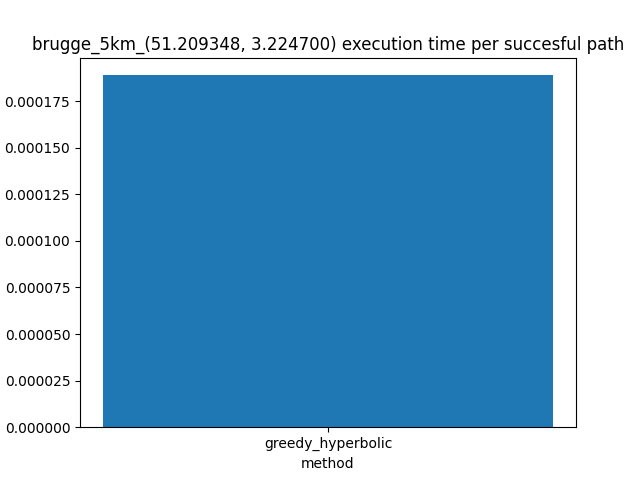 brugge_5km_(51.209348, 3.224700) execution time per succesful path
0.000175
0.000150
0.000125
0.000100
0.000075
0.000050
0.000025
0.000000
greedy_hyperbolic
method